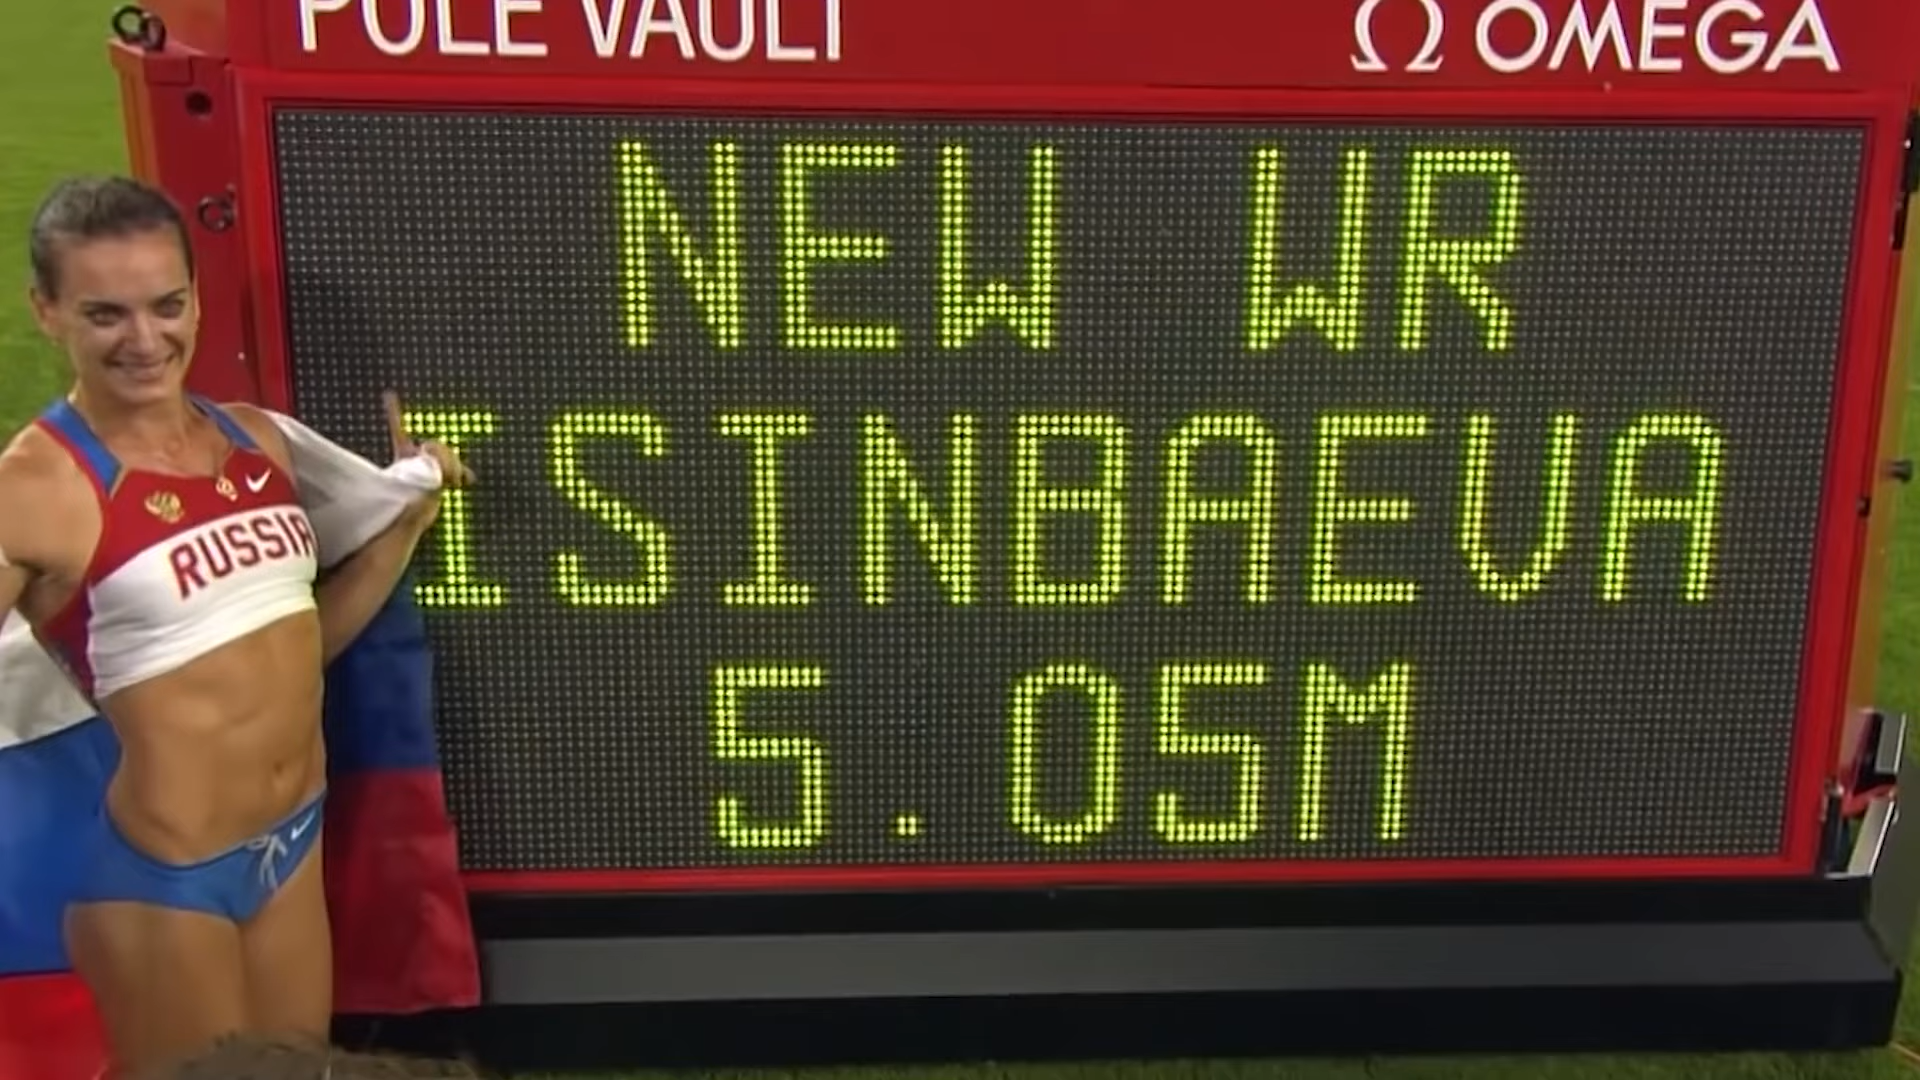 POLE VAULT
Ω OMEGA
NEW WR
ISINBAEVA
5.05M
RUSSIA